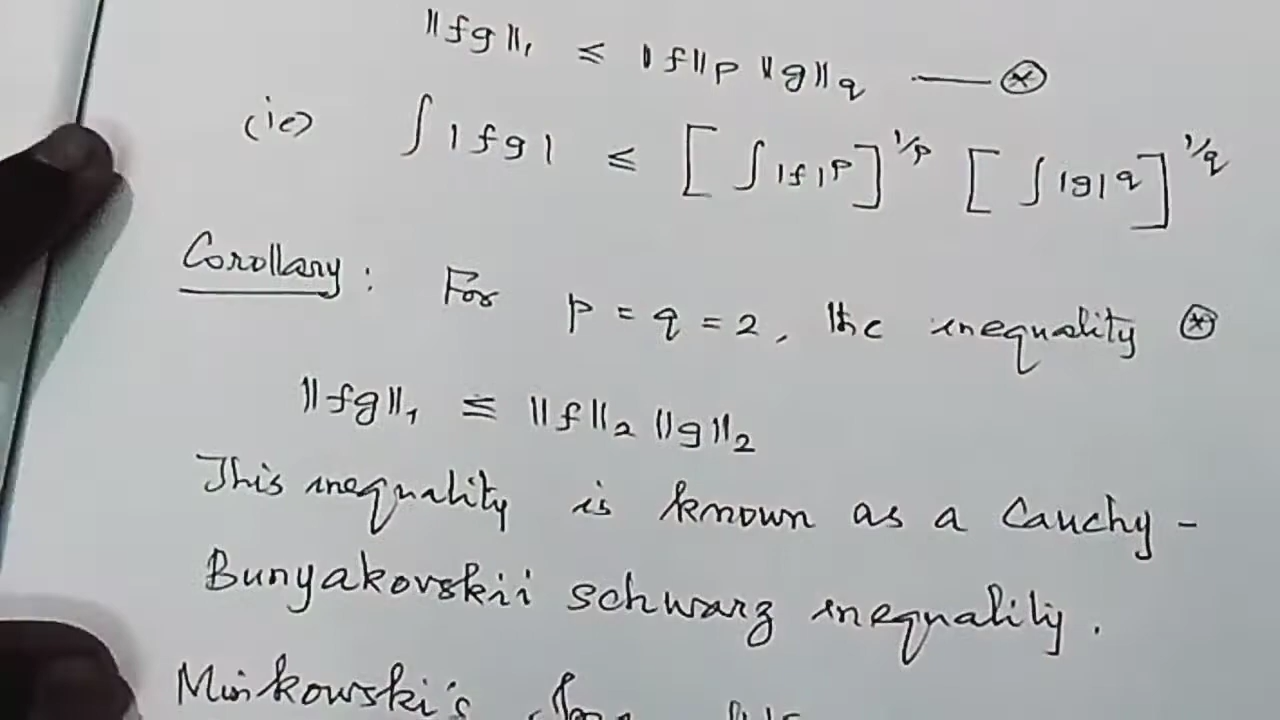 ‖fg‖₁ ≤ ‖f‖p ‖g‖q —— ⊛
(ie) ∫|fg| ≤ [∫|f|^p]^1/p [∫|g|^q]^1/q
Corollary : For p = q = 2, the inequality ⊛
‖fg‖₁ ≤ ‖f‖₂ ‖g‖₂
This inequality is known as a Cauchy -
Bunyakovskii Schwarz inequality.
Minkowski's